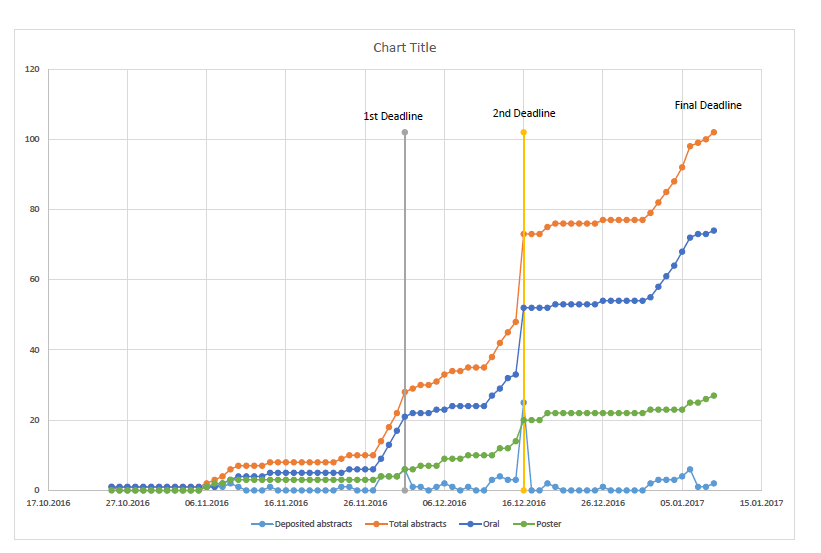 Chart Title
120
Final Deadline
2nd Deadline
1st Deadline
100
80
60
40
20
0
17.10.2016 27.10.2016 06.11.2016 16.11.2016 26.11.2016 06.12.2016 16.12.2016 26.12.2016 05.01.2017 15.01.2017
Deposited abstracts Total abstracts Oral Poster